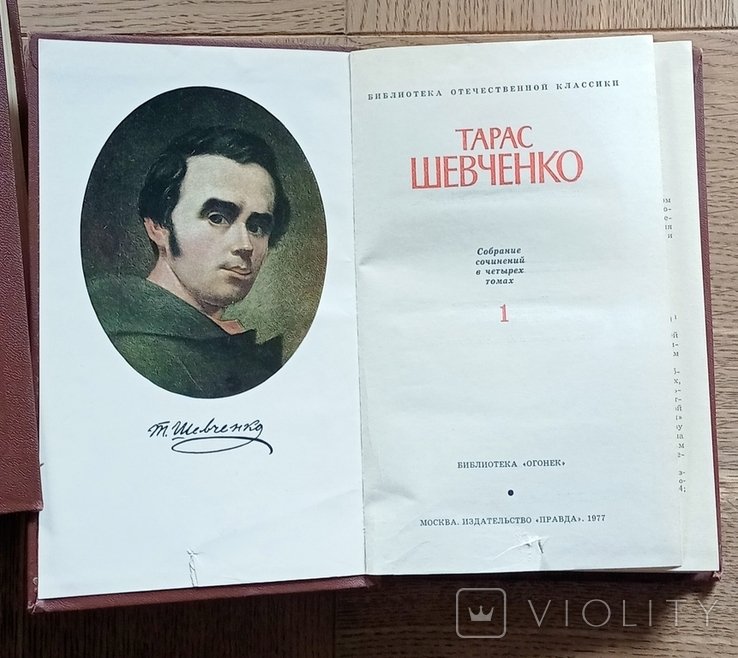 Т. Шевченко
БИБЛИОТЕКА ОТЕЧЕСТВЕННОЙ КЛАССИКИ
ТАРАС
ШЕВЧЕНКО
Собрание
сочинений
в четырех
томах
1
БИБЛИОТЕКА «ОГОНЕК»
МОСКВА. ИЗДАТЕЛЬСТВО «ПРАВДА». 1977
VIOLITY